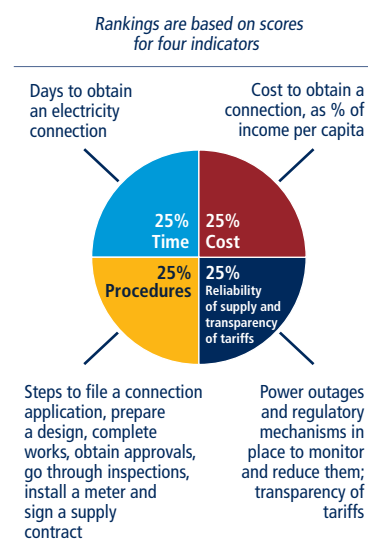 Rankings are based on scores
for four indicators
Days to obtain
an electricity
connection
Cost to obtain a
connection, as % of
income per capita
25%
Time
25%
Cost
25%
Procedures
25%
Reliability
of supply and
transparency
of tariffs
Steps to file a connection
application, prepare
a design, complete
works, obtain approvals,
go through inspections,
install a meter and
sign a supply
contract
Power outages
and regulatory
mechanisms in
place to monitor
and reduce them;
transparency of
tariffs